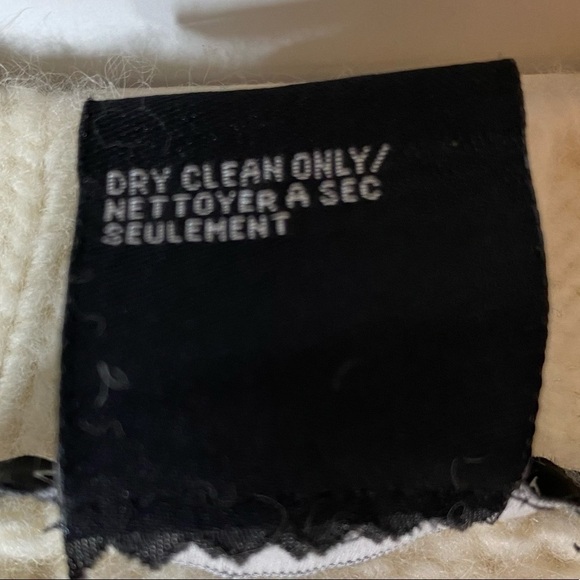 DRY CLEAN ONLY/
NETTOYER A SEC
SEULEMENT